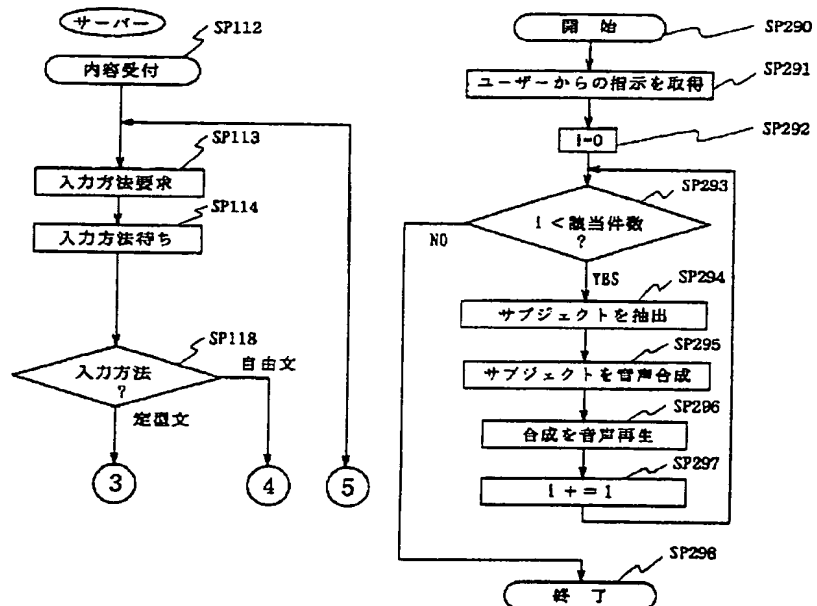 サーバー
SP112
内容受付
SP113
入力方法要求
SP114
入力方法待ち
SP118
入力方法
?
自由文
定型文
3
4
5
開 始
SP290
SP291
ユーザーからの指示を取得
SP292
i=0
SP293
i < 該当件数
?
NO
YES
SP294
サブジェクトを抽出
SP295
サブジェクトを音声合成
SP296
合成を音声再生
SP297
i + = 1
SP298
終 了